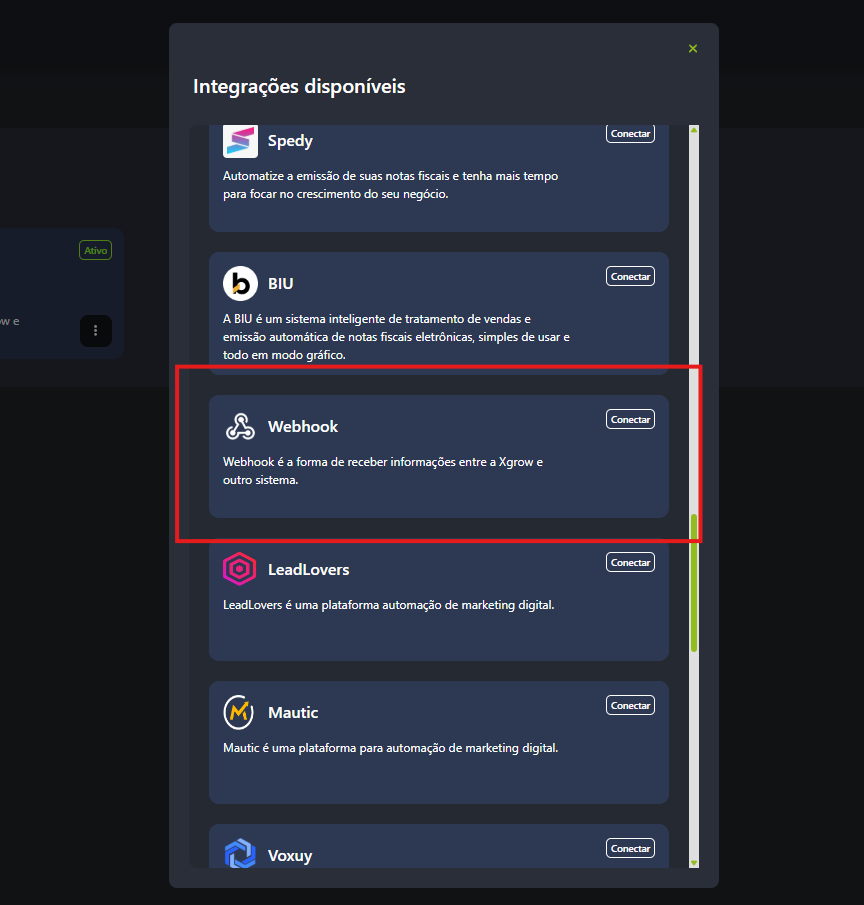 ×
Integrações disponíveis
Spedy
Conectar
Automatize a emissão de suas notas fiscais e tenha mais tempo
para focar no crescimento do seu negócio.
Ativo
BIU
Conectar
A BIU é um sistema inteligente de tratamento de vendas e
emissão automática de notas fiscais eletrônicas, simples de usar e
todo em modo gráfico.
ow e
Webhook
Conectar
Webhook é a forma de receber informações entre a Xgrow e
outro sistema.
LeadLovers
Conectar
LeadLovers é uma plataforma automação de marketing digital.
Mautic
Conectar
Mautic é uma plataforma para automação de marketing digital.
Voxuy
Conectar